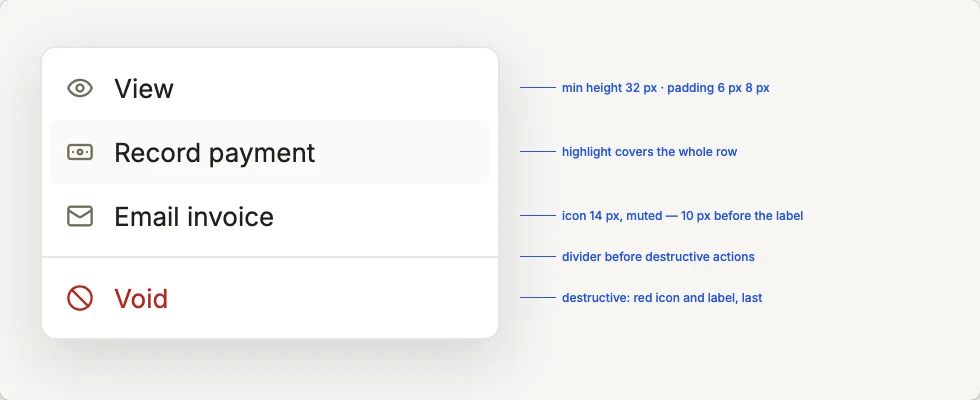 View
min height 32 px · padding 6 px 8 px
Record payment
highlight covers the whole row
Email invoice
icon 14 px, muted — 10 px before the label
divider before destructive actions
Void
destructive: red icon and label, last